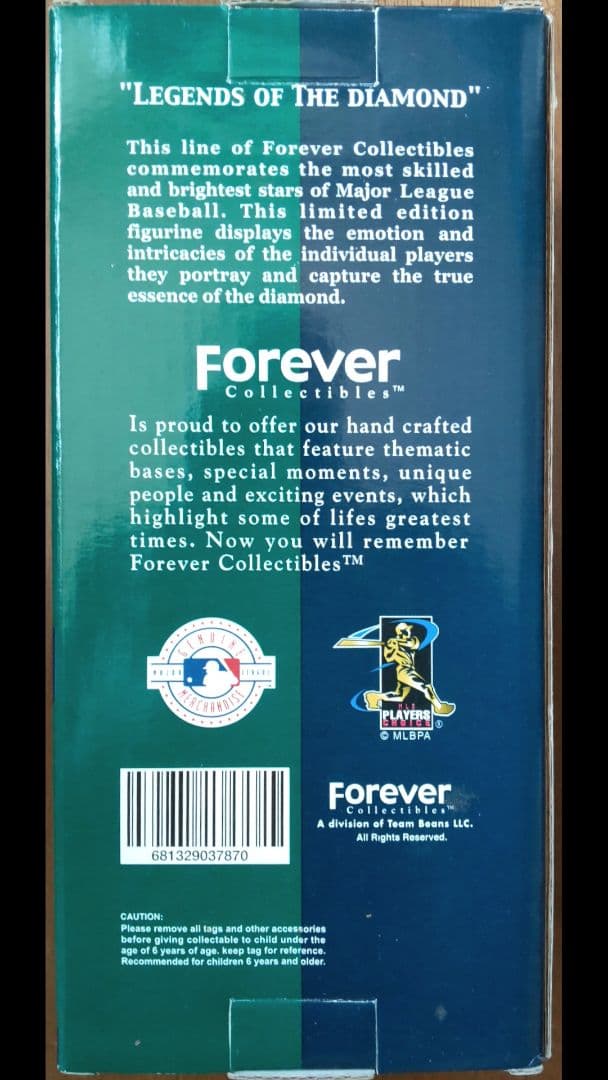 "LEGENDS OF THE DIAMOND"
This line of Forever Collectibles
commemorates the most skilled
and brightest stars of Major League
Baseball. This limited edition
figurine displays the emotion and
intricacies of the individual players
they portray and capture the true
essence of the diamond.
Forever
Collectibles™
Is proud to offer our hand crafted
collectibles that feature thematic
bases, special moments, unique
people and exciting events, which
highlight some of lifes greatest
times. Now you will remember
Forever Collectibles™
GENUINE
MAJOR LEAGUE
MERCHANDISE
MLB
PLAYERS
CHOICE ®
© MLBPA
681329037870
Forever
Collectibles™
A division of Team Beans LLC.
All Rights Reserved.
CAUTION:
Please remove all tags and other accessories
before giving collectable to child under the
age of 6 years of age. keep tag for reference.
Recommended for children 6 years and older.